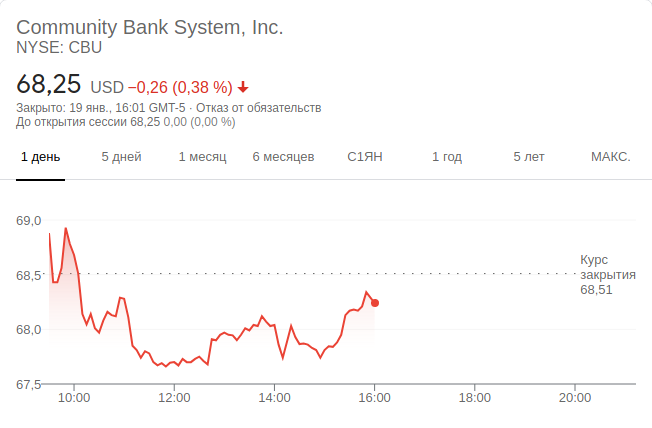 Community Bank System, Inc.
NYSE: CBU
68,25 USD −0,26 (0,38 %)
Закрыто: 19 янв., 16:01 GMT-5 · Отказ от обязательств
До открытия сессии 68,25 0,00 (0,00 %)
1 день 5 дней 1 месяц 6 месяцев С1ЯН 1 год 5 лет МАКС.
69,0
Курс
68,5 закрытия
68,51
68,0
67,5
10:00 12:00 14:00 16:00 18:00 20:00